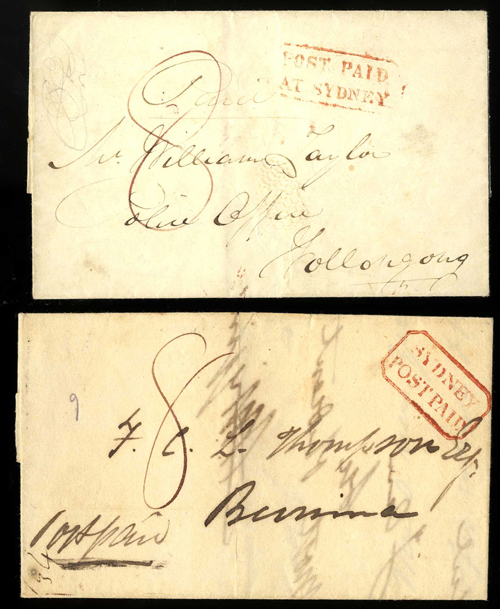 POST PAID
AT SYDNEY
Paid
8
Mr. William Taylor
Police Office
Wollongong
SYDNEY
POST PAID
9
8
F. C. L. Thompson Esq.
Berrima
Post paid